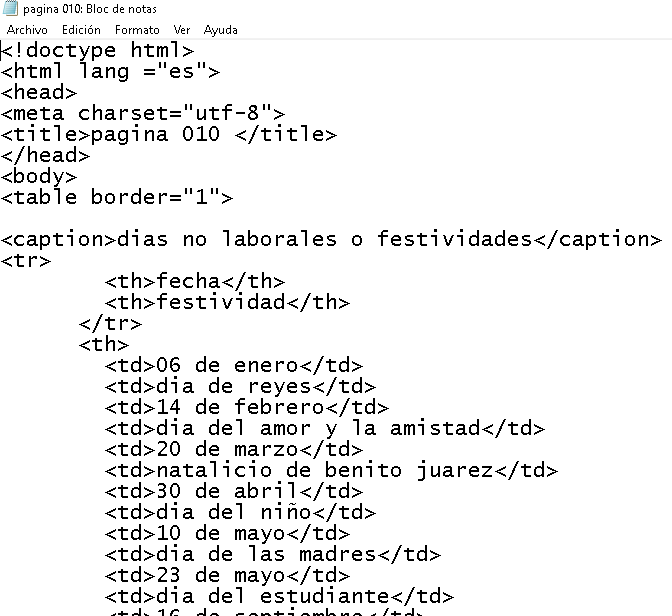 pagina 010: Bloc de notas
Archivo Edición Formato Ver Ayuda
<!doctype html>
<html lang ="es">
<head>
<meta charset="utf-8">
<title>pagina 010 </title>
</head>
<body>
<table border="1">
<caption>dias no laborales o festividades</caption>
<tr>
<th>fecha</th>
<th>festividad</th>
</tr>
<th>
<td>06 de enero</td>
<td>dia de reyes</td>
<td>14 de febrero</td>
<td>dia del amor y la amistad</td>
<td>20 de marzo</td>
<td>natalicio de benito juarez</td>
<td>30 de abril</td>
<td>dia del niño</td>
<td>10 de mayo</td>
<td>dia de las madres</td>
<td>23 de mayo</td>
<td>dia del estudiante</td>
<td>16 de septiembre</td>